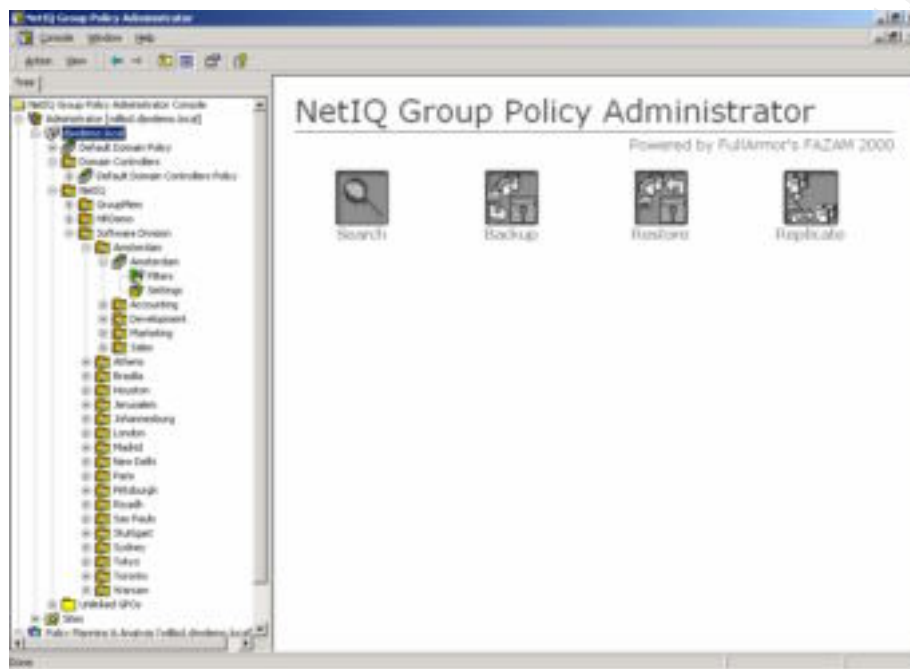 NetIQ Group Policy Administrator
Console Window Help
Action View
Tree
NetIQ Group Policy Administrator Console
Default Domain Policy
Domain Controllers
Default Domain Controllers Policy
NetIQ
Software Division
Amsterdam
Amsterdam
Filters
Settings
Accounting
Development
Marketing
Sales
Athens
Brasilia
Houston
Jerusalem
Johannesburg
London
Madrid
New Delhi
Paris
Pittsburgh
Riyadh
Sao Paulo
Stuttgart
Sydney
Tokyo
Toronto
Warsaw
Unlinked GPOs
Sites
NetIQ Group Policy Administrator
Powered by FullArmor's FAZAM 2000
Search
Backup
Restore
Replicate
Done